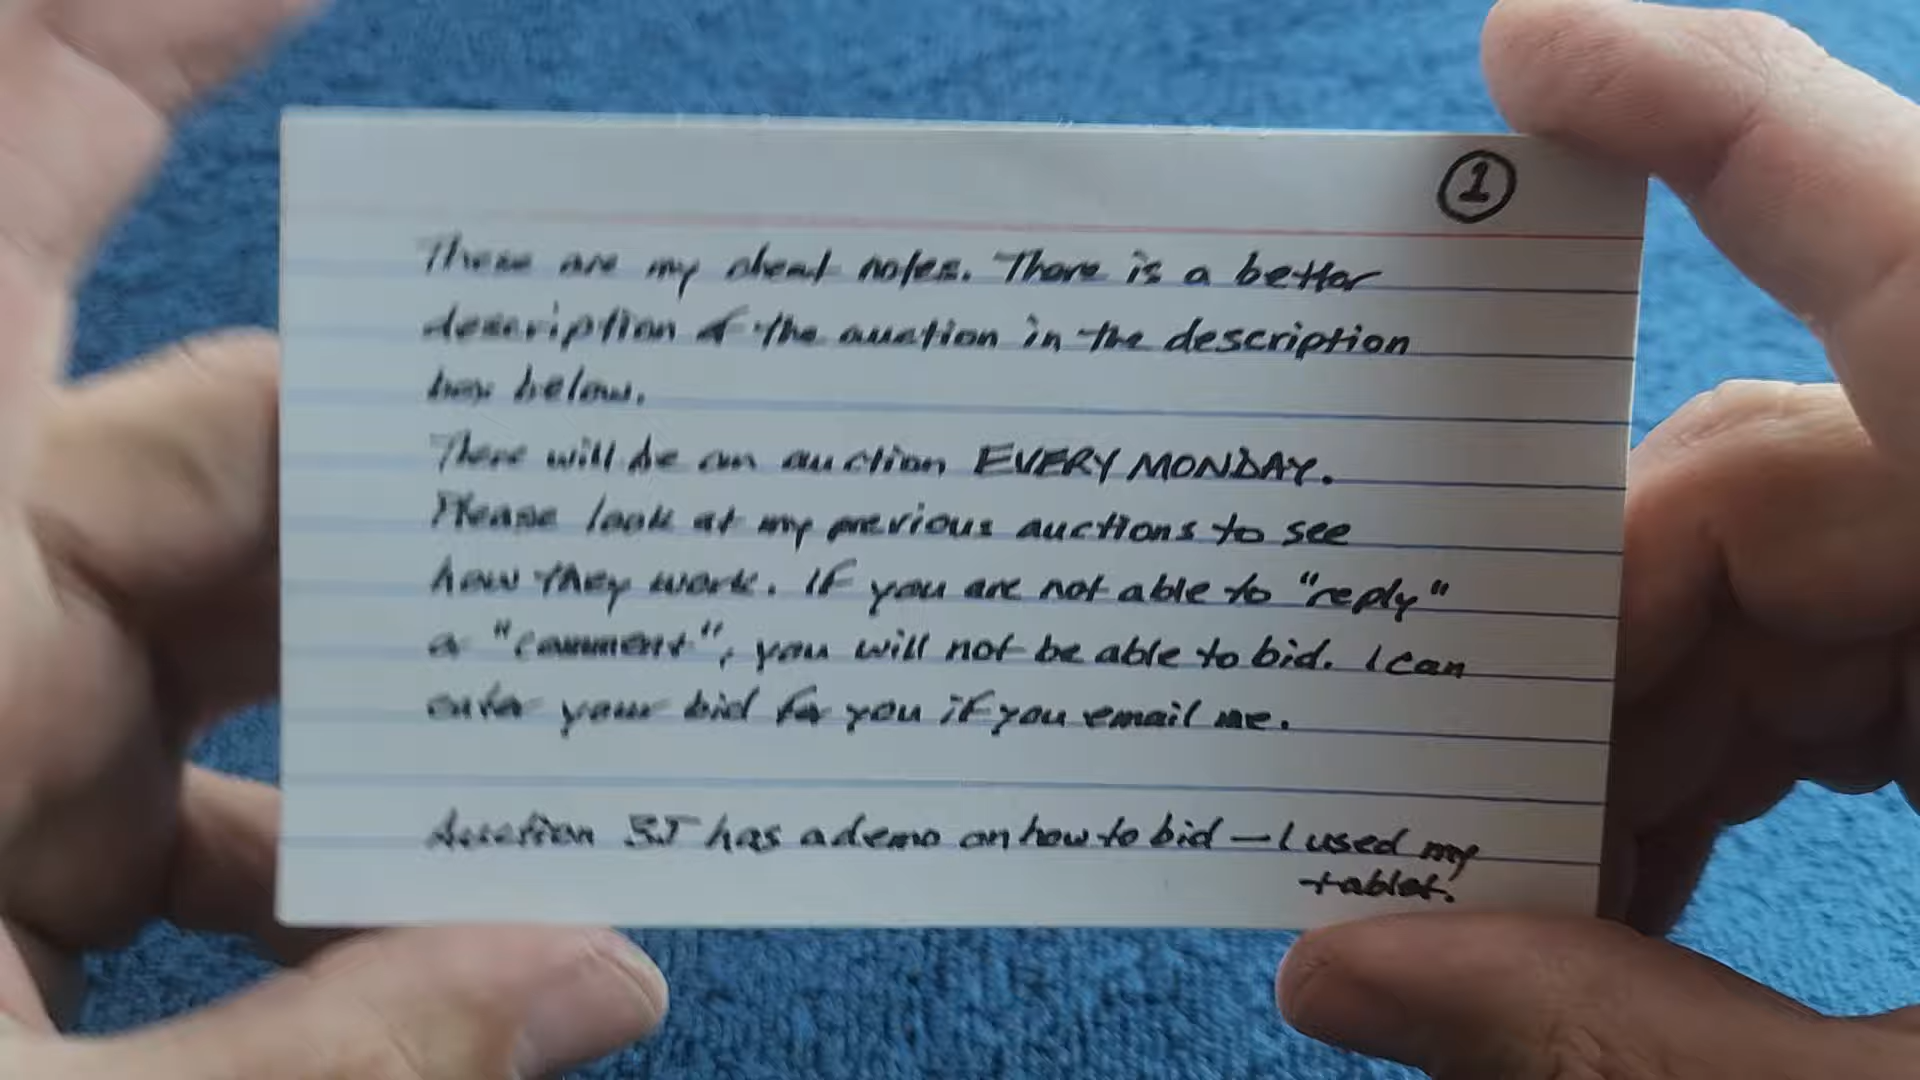 1
These are my cheat notes. There is a better
description of the auction in the description
box below.
There will be an auction EVERY MONDAY.
Please look at my previous auctions to see
how they work. If you are not able to "reply"
a "comment", you will not be able to bid. I can
enter your bid for you if you email me.
Auction has a demo on how to bid – I used my
tablet.